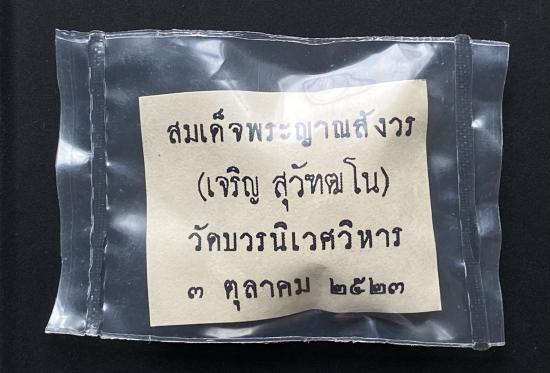 สมเด็จพระญาณสังวร
(เจริญ สุวัฑฒโน)
วัดบวรนิเวศวิหาร
๓ ตุลาคม ๒๕๒๓